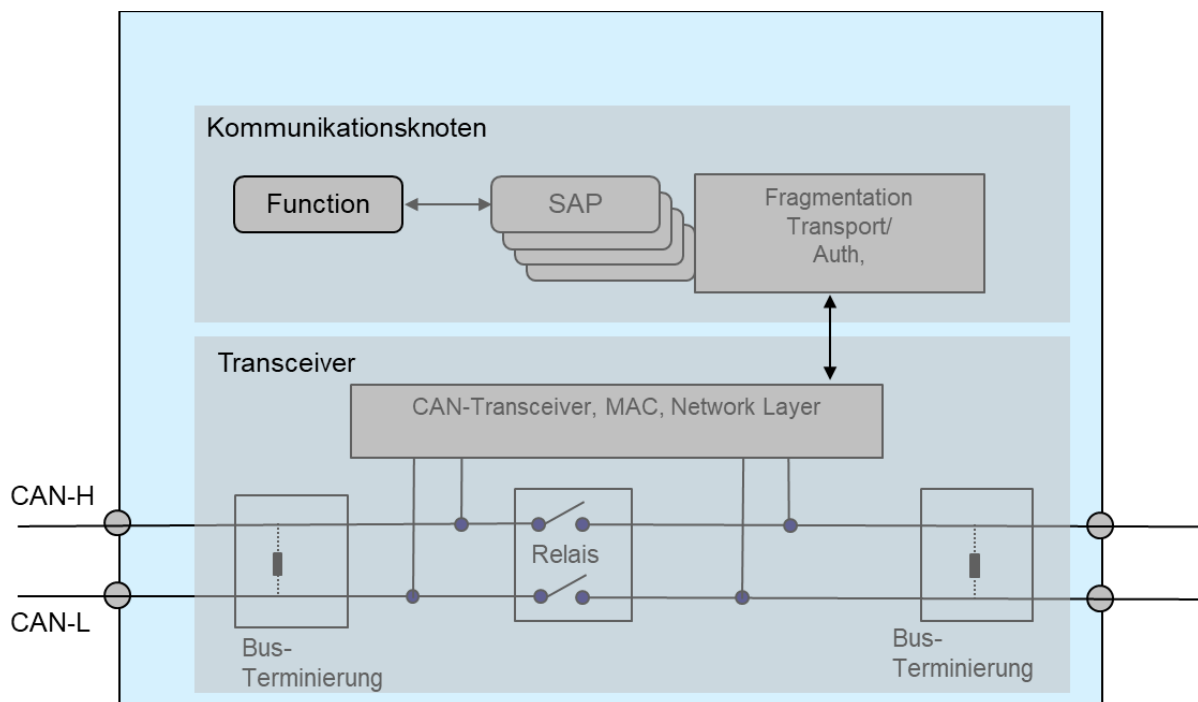 Kommunikationsknoten
Function
SAP
Fragmentation
Transport/
Auth,
Transceiver
CAN-Transceiver, MAC, Network Layer
CAN-H
Relais
CAN-L
Bus-
Terminierung
Bus-
Terminierung